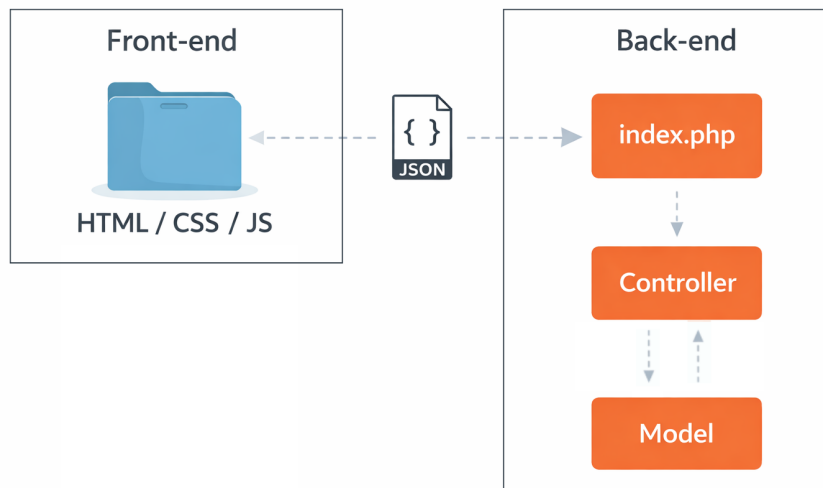 Front-end
HTML / CSS / JS
{ }
JSON
Back-end
index.php
Controller
Model